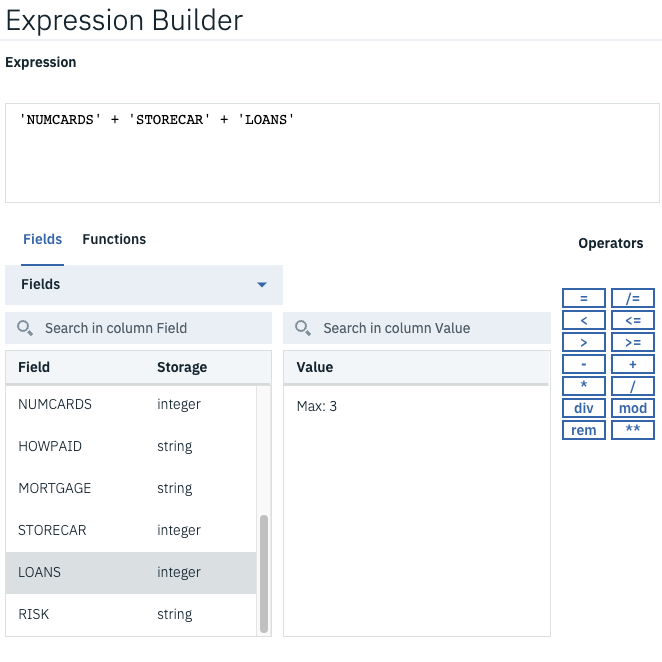 Expression Builder
Expression
'NUMCARDS' + 'STORECAR' + 'LOANS'
Fields Functions
Operators
Fields
Search in column Field
Search in column Value
Field Storage
Value
NUMCARDS integer
Max: 3
HOWPAID string
MORTGAGE string
STORECAR integer
LOANS integer
RISK string
= /=
< <=
> >=
- +
* /
div mod
rem **